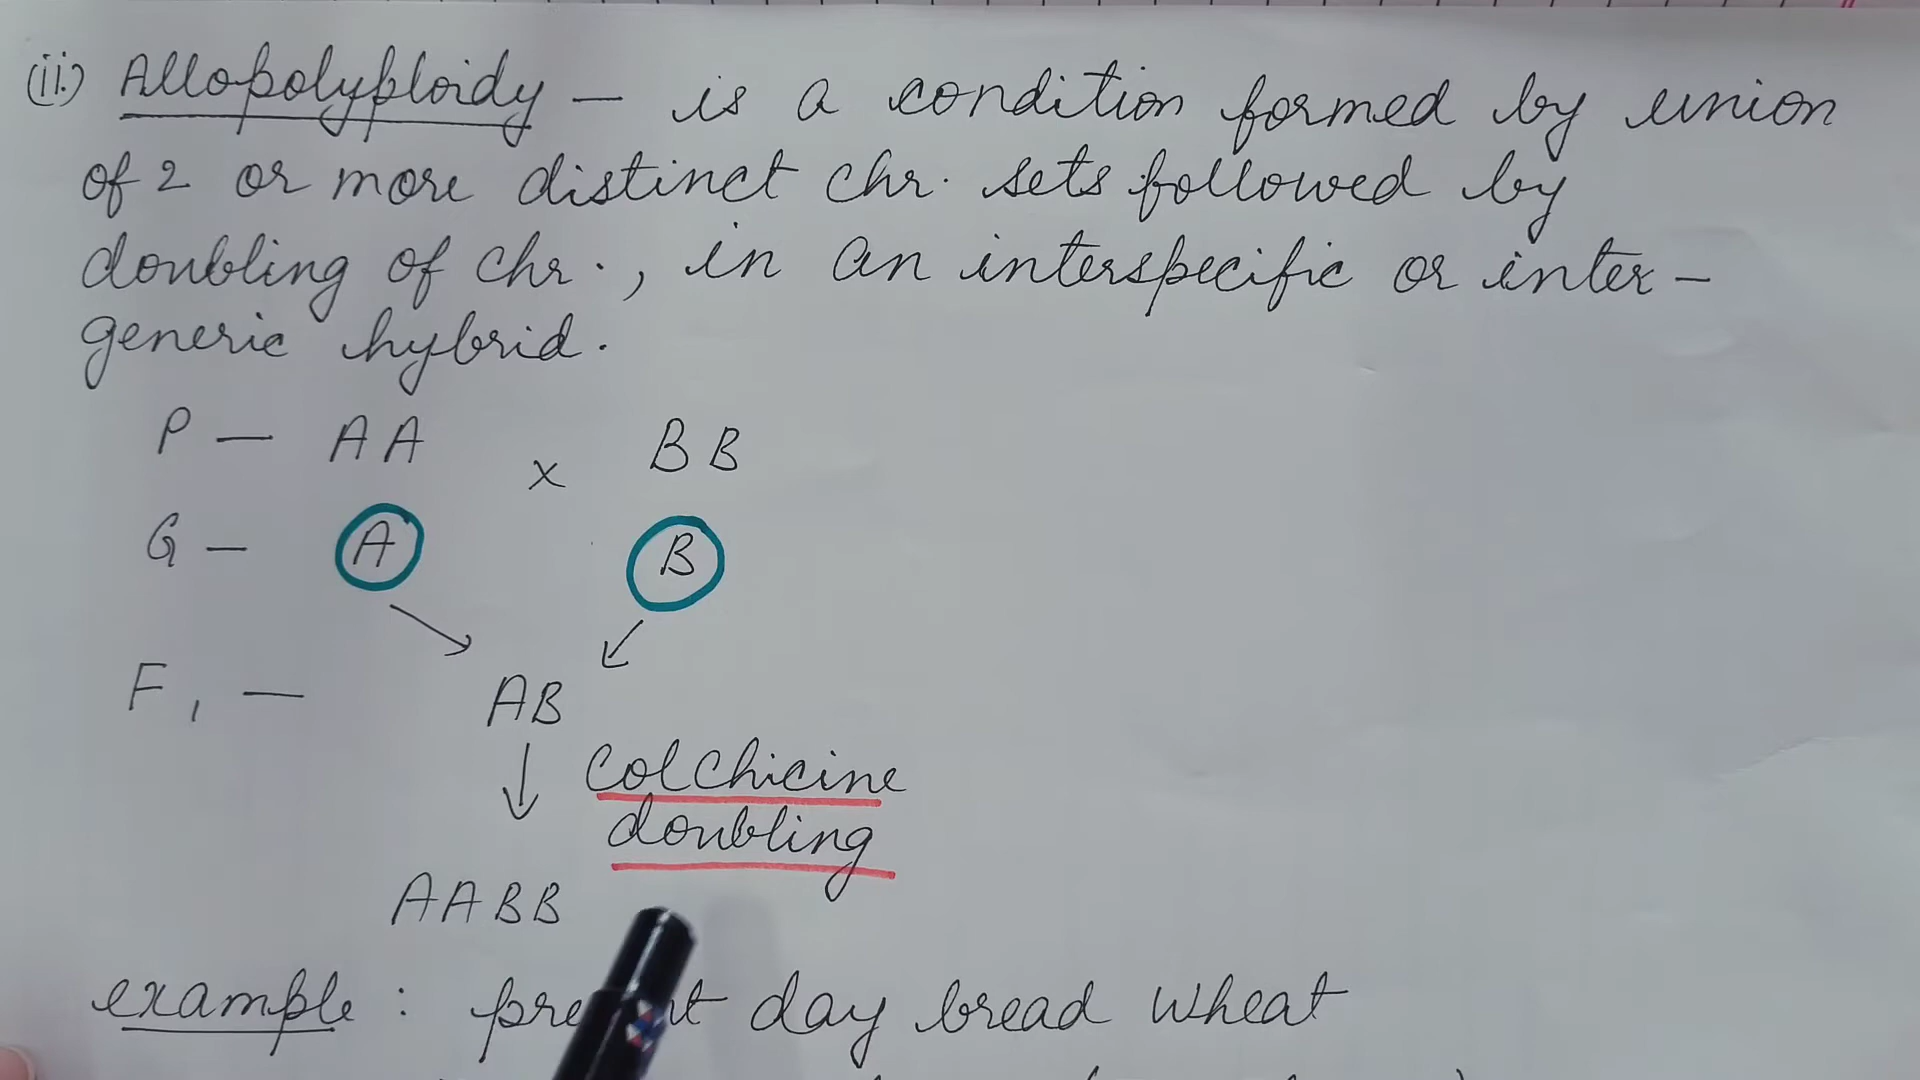 (ii.) Allopolyploidy - is a condition formed by union
of 2 or more distinct chr. sets followed by
doubling of chr., in an interspecific or inter-
generic hybrid.
P - AA x BB
G - A B
F1 - AB
Colchicine
doubling
AABB
example: day bread wheat